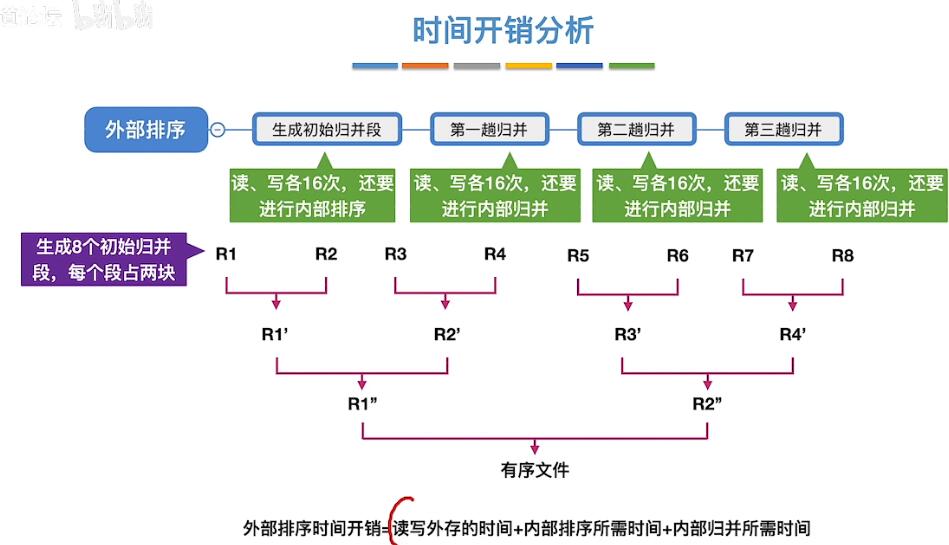 时间开销分析
外部排序
生成初始归并段
第一趟归并
第二趟归并
第三趟归并
读、写各16次，还要
进行内部排序
读、写各16次，还要
进行内部归并
读、写各16次，还要
进行内部归并
读、写各16次，还要
进行内部归并
生成8个初始归并
段，每个段占两块
R1 R2 R3 R4 R5 R6 R7 R8
R1’ R2’ R3’ R4’
R1” R2”
有序文件
外部排序时间开销=读写外存的时间+内部排序所需时间+内部归并所需时间